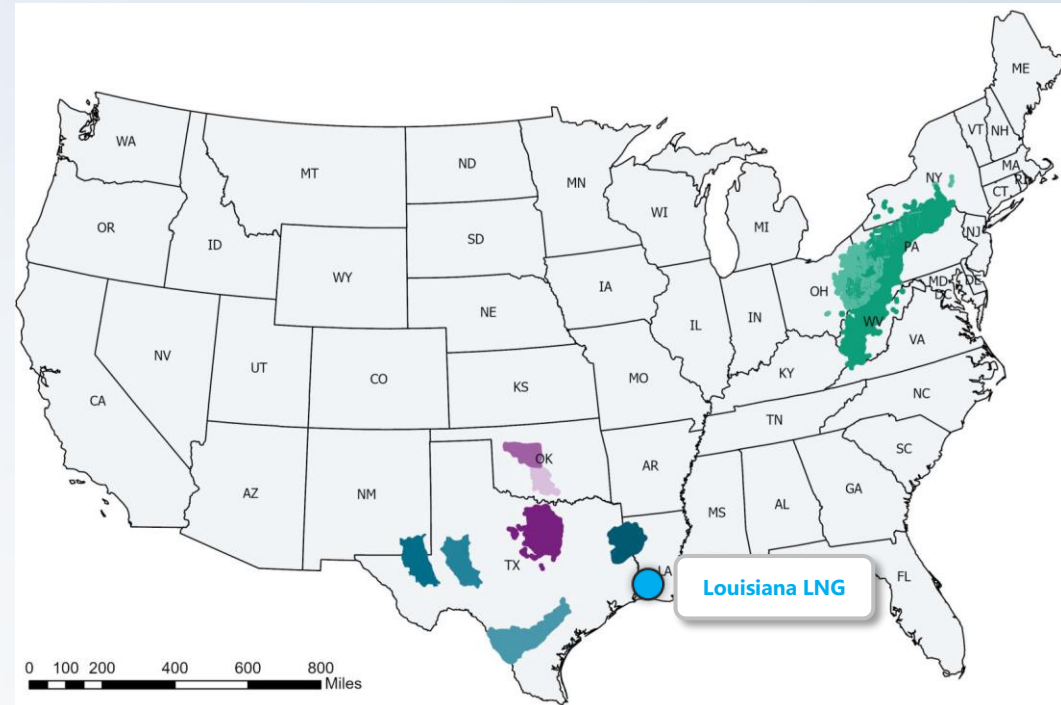 ME
WA
VT
NH
MT
ND
MN
MA
NY
CT
RI
OR
WI
MI
ID
SD
PA
NJ
WY
IA
OH
MD
DE
DC
NE
IL
IN
WV
NV
UT
VA
CO
KS
MO
KY
CA
NC
TN
OK
AR
SC
AZ
NM
GA
AL
MS
TX
LA
FL
Louisiana LNG
0 100 200 400 600 800
Miles